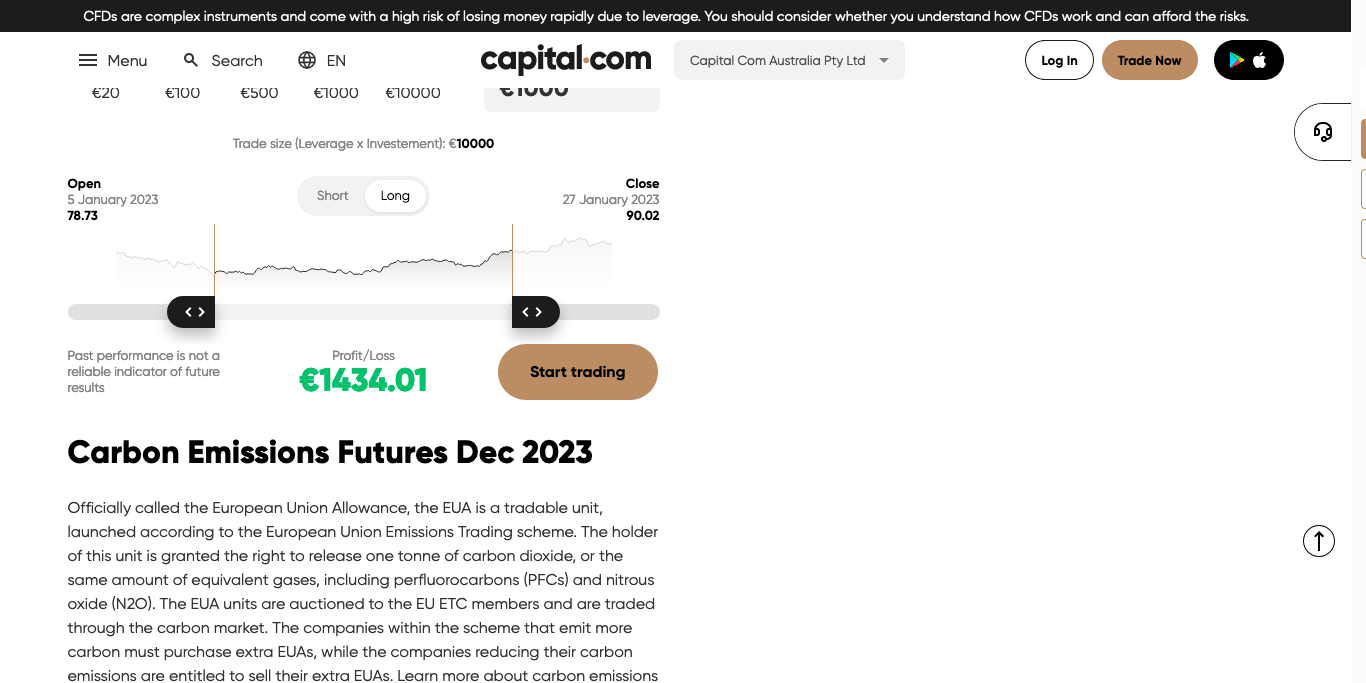 CFDs are complex instruments and come with a high risk of losing money rapidly due to leverage. You should consider whether you understand how CFDs work and can afford the risks.
Menu
Search
EN
capital.com
Capital Com Australia Pty Ltd
Log In
Trade Now
€20
€100
€500
€1000
€10000
€1000
Trade size (Leverage x Investement): €10000
Open
5 January 2023
78.73
Short
Long
Close
27 January 2023
90.02
Past performance is not a
reliable indicator of future
results
Profit/Loss
€1434.01
Start trading
Carbon Emissions Futures Dec 2023
Officially called the European Union Allowance, the EUA is a tradable unit,
launched according to the European Union Emissions Trading scheme. The holder
of this unit is granted the right to release one tonne of carbon dioxide, or the
same amount of equivalent gases, including perfluorocarbons (PFCs) and nitrous
oxide (N2O). The EUA units are auctioned to the EU ETC members and are traded
through the carbon market. The companies within the scheme that emit more
carbon must purchase extra EUAs, while the companies reducing their carbon
emissions are entitled to sell their extra EUAs. Learn more about carbon emissions